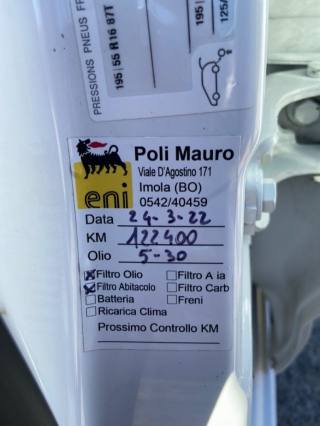 PRESSIONS PNEUS FR
195 | 55 R 16 87T
195 | 55
125/
Poli Mauro
Viale D'Agostino 171
Imola (BO)
0542/40459
eni
Data 24-3-22
KM 122400
Olio 5-30
Filtro Olio Filtro A ia
Filtro Abitacolo Filtro Carb
Batteria Freni
Ricarica Clima
Prossimo Controllo KM